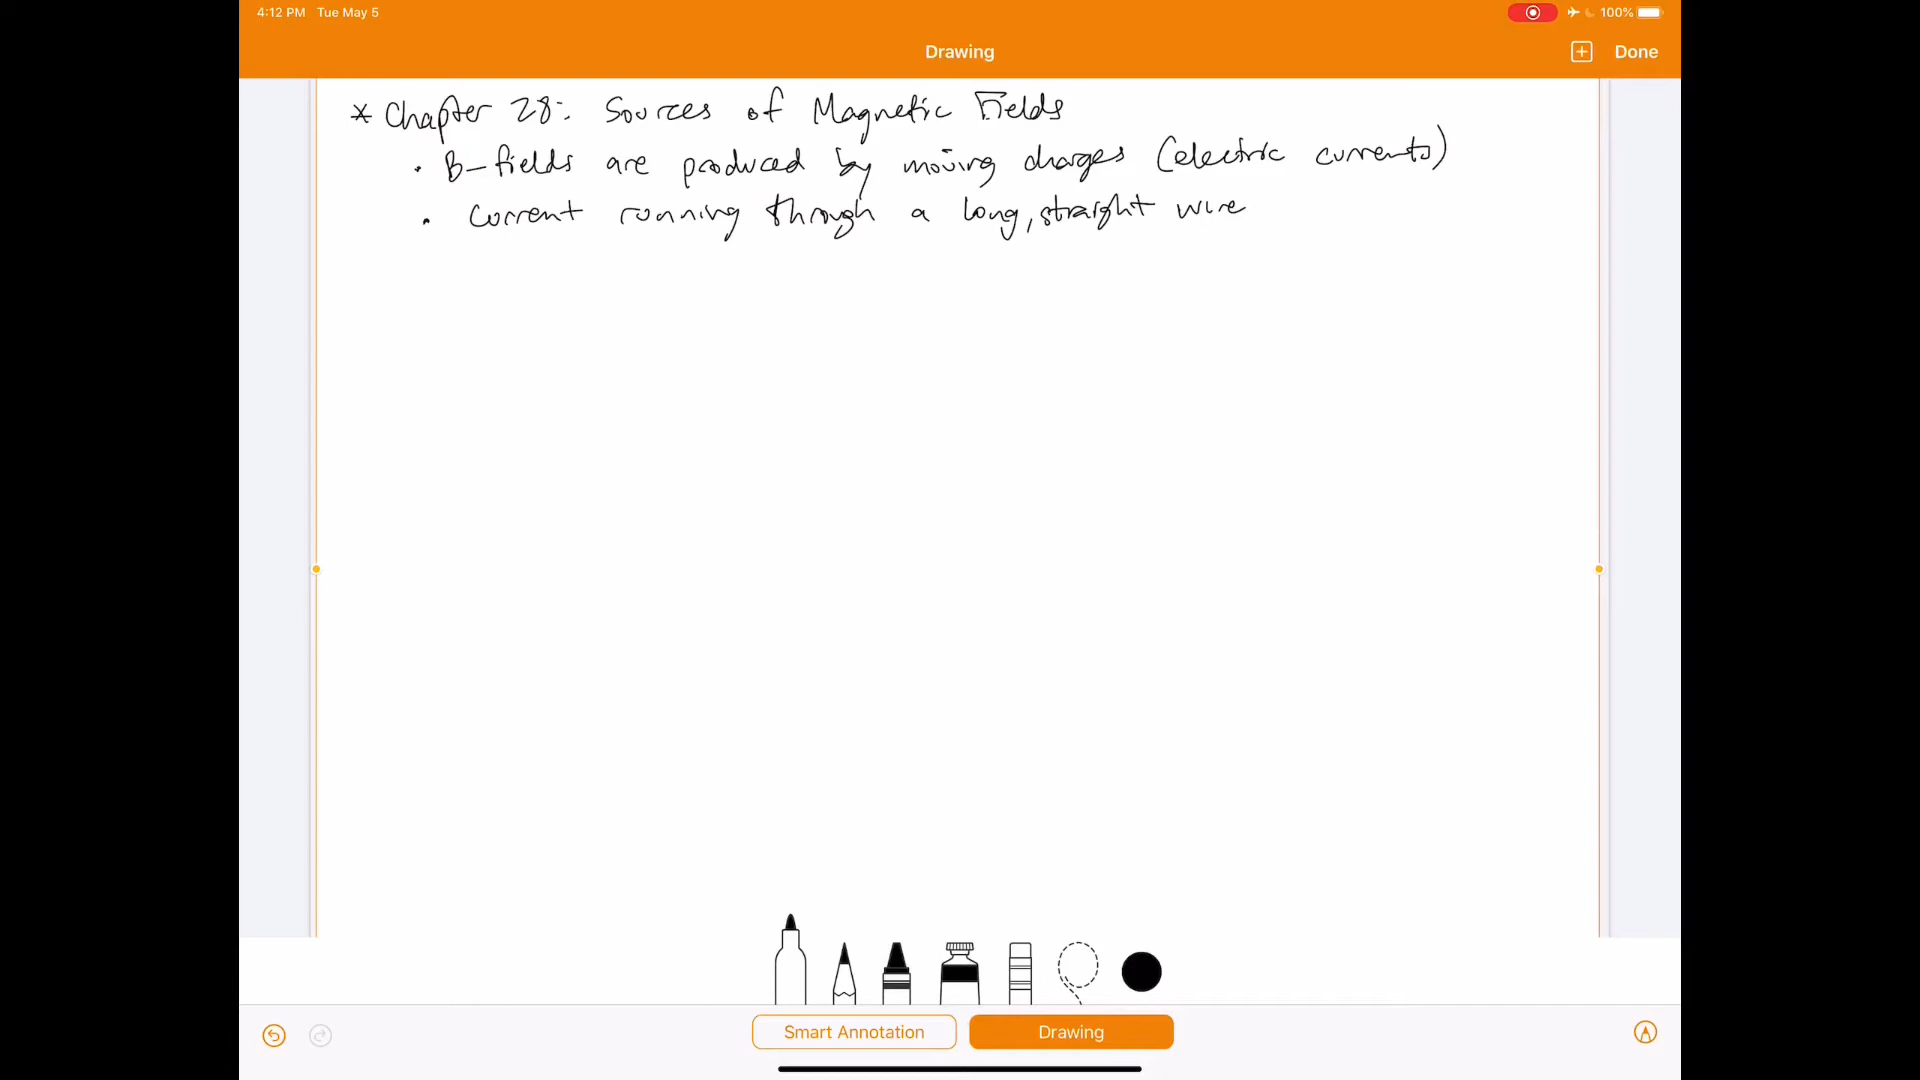 4:12 PM Tue May 5
100%
Drawing
Done
* Chapter 28: Sources of Magnetic Fields
• B-fields are produced by moving charges (electric currents)
• Current running through a long, straight wire
Smart Annotation
Drawing